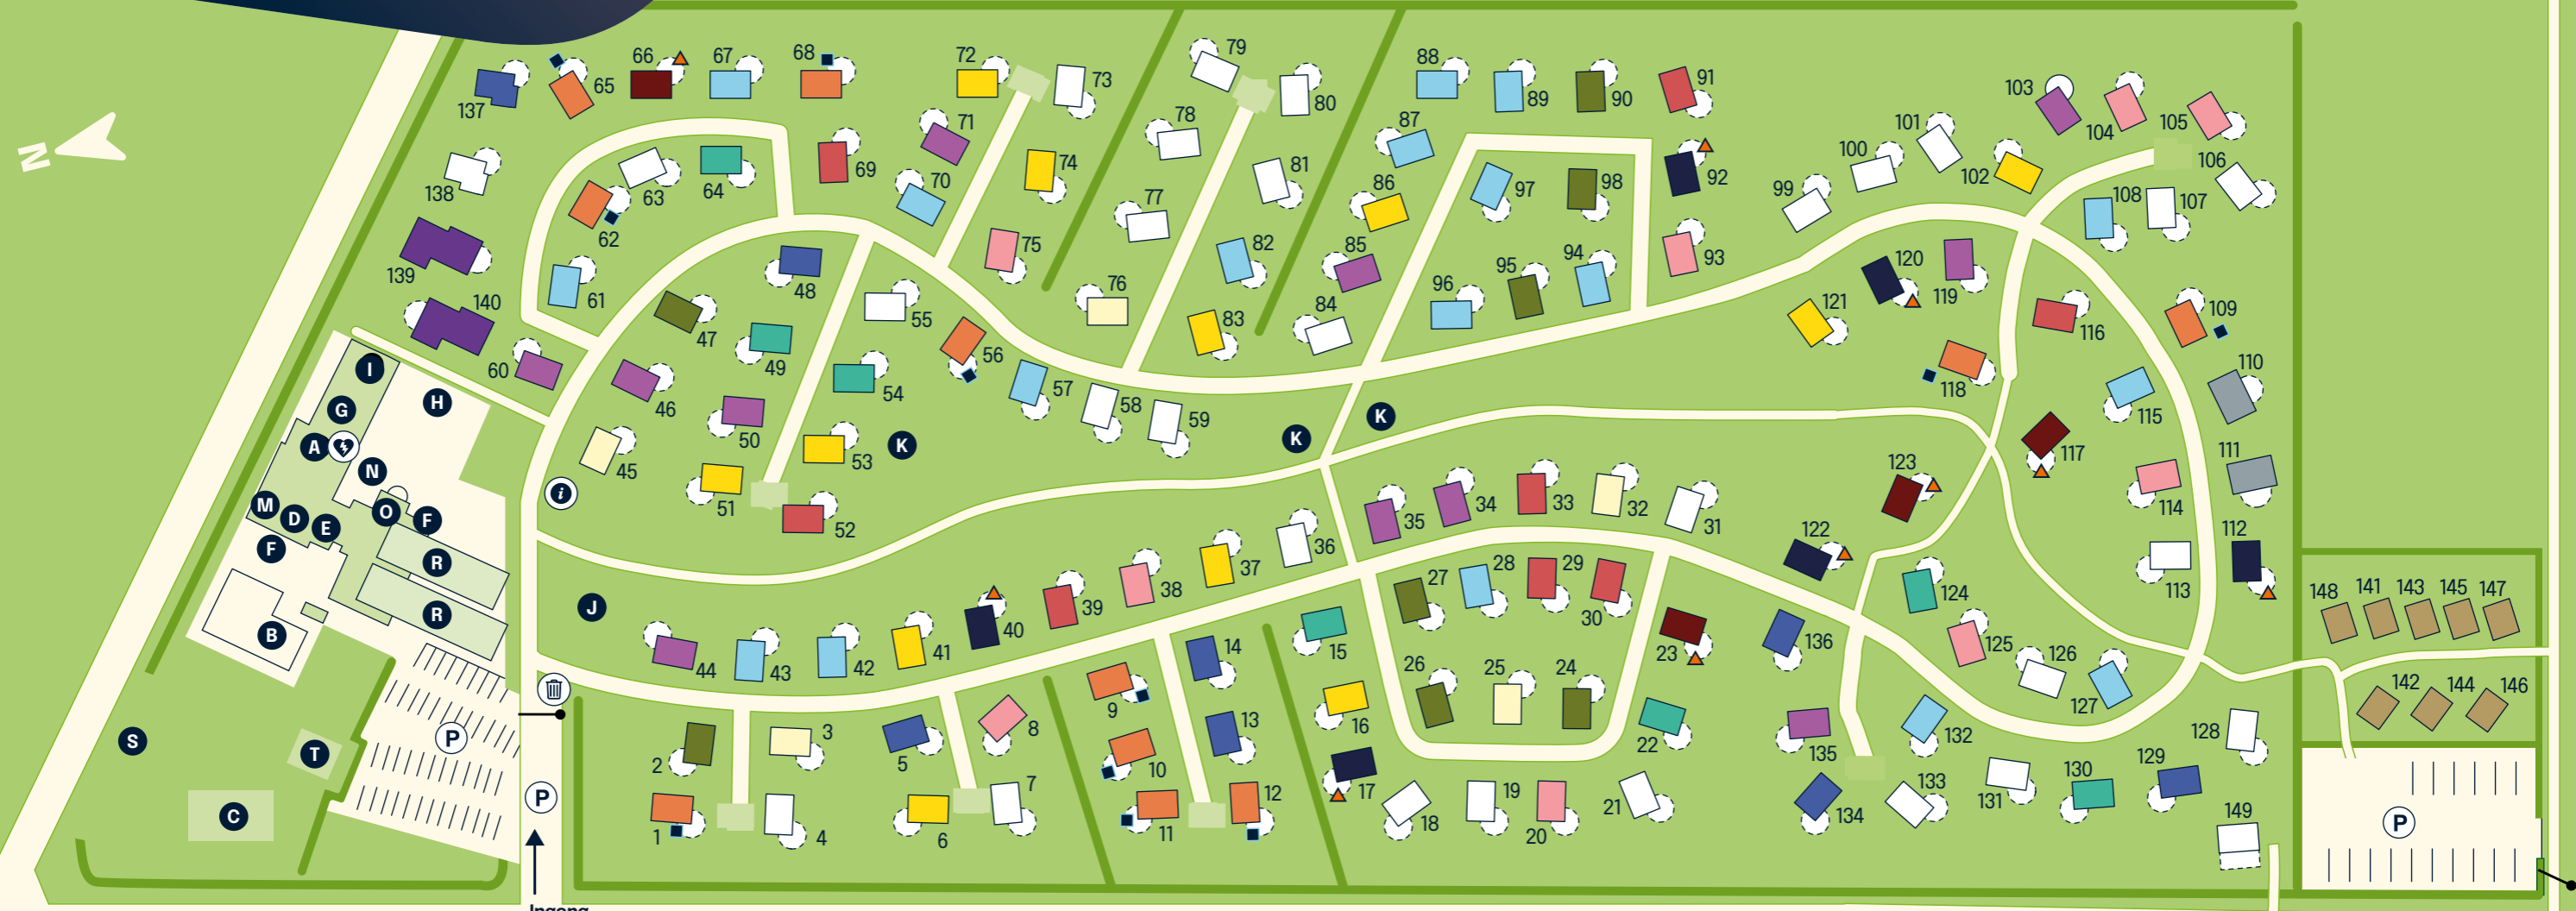 66 67 68 72 79 88
137 65 73 80 89 90 91 103 104 105
N 71 78 87 101
138 63 64 69 70 74 81 86 97 98 92 100 102 106
62 77 99 108 107
139 61 48 75 82 85 95 94 93 120 119
140 47 55 76 96 121 116 109
60 49 56 83 84 118 110
I 46 54 57 58 115
H G 50 59 K
A N 45 53 K K 117 111
M D E O F 51 i 52 35 34 33 32 31 123 114
F R 36 122 112
R J 40 39 38 37 27 28 29 30 124 113 148 141 143 145 147
B 44 43 42 41 14 15 23 136 125 126
S P 9 26 25 24 127 142 144 146
T 2 3 5 8 13 16 22 135 132 128
P 10 17 133 130 129
C 1 4 6 7 11 12 18 19 20 21 134 131 149 P
Ingang